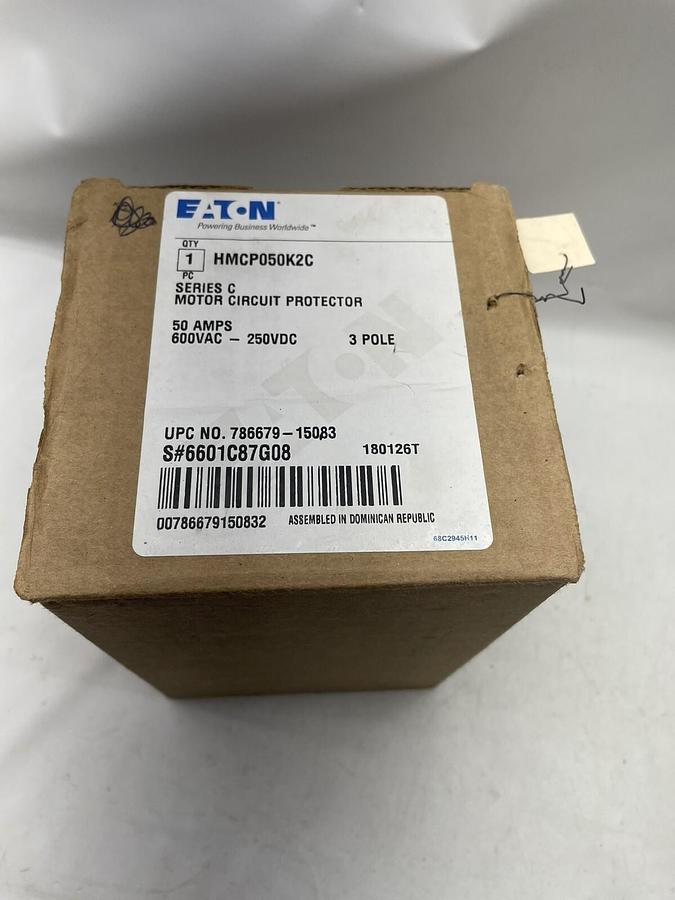 EATON
Powering Business Worldwide™
QTY
1 HMCP050K2C
PC
SERIES C
MOTOR CIRCUIT PROTECTOR
50 AMPS
600VAC – 250VDC 3 POLE
UPC NO. 786679–15083
S#6601C87G08 180126T
00786679150832 ASSEMBLED IN DOMINICAN REPUBLIC
68C2945H11